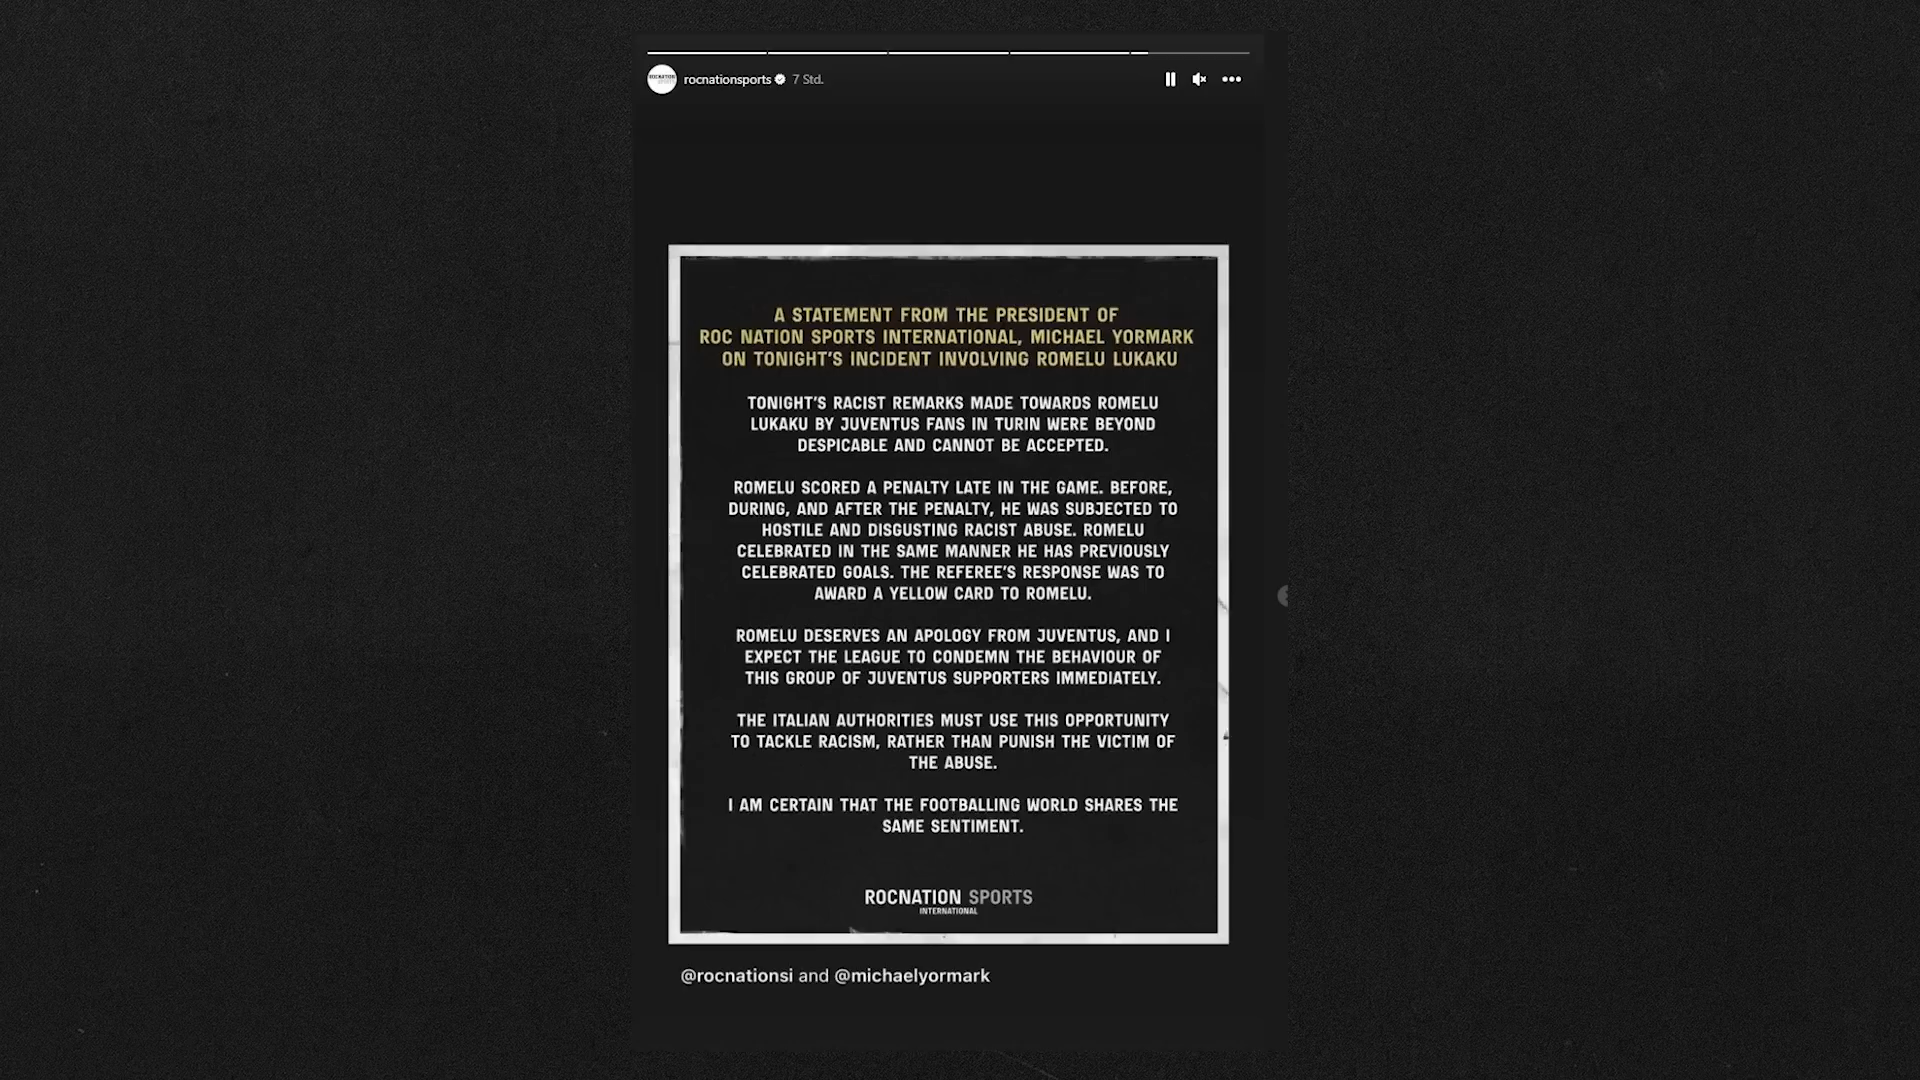 rocnationsports 7 Std.
A STATEMENT FROM THE PRESIDENT OF
ROC NATION SPORTS INTERNATIONAL, MICHAEL YORMARK
ON TONIGHT'S INCIDENT INVOLVING ROMELU LUKAKU
TONIGHT'S RACIST REMARKS MADE TOWARDS ROMELU
LUKAKU BY JUVENTUS FANS IN TURIN WERE BEYOND
DESPICABLE AND CANNOT BE ACCEPTED.
ROMELU SCORED A PENALTY LATE IN THE GAME. BEFORE,
DURING, AND AFTER THE PENALTY, HE WAS SUBJECTED TO
HOSTILE AND DISGUSTING RACIST ABUSE. ROMELU
CELEBRATED IN THE SAME MANNER HE HAS PREVIOUSLY
CELEBRATED GOALS. THE REFEREE'S RESPONSE WAS TO
AWARD A YELLOW CARD TO ROMELU.
ROMELU DESERVES AN APOLOGY FROM JUVENTUS, AND I
EXPECT THE LEAGUE TO CONDEMN THE BEHAVIOUR OF
THIS GROUP OF JUVENTUS SUPPORTERS IMMEDIATELY.
THE ITALIAN AUTHORITIES MUST USE THIS OPPORTUNITY
TO TACKLE RACISM, RATHER THAN PUNISH THE VICTIM OF
THE ABUSE.
I AM CERTAIN THAT THE FOOTBALLING WORLD SHARES THE
SAME SENTIMENT.
ROCNATION SPORTS
INTERNATIONAL
@rocnationsi and @michaelyormark